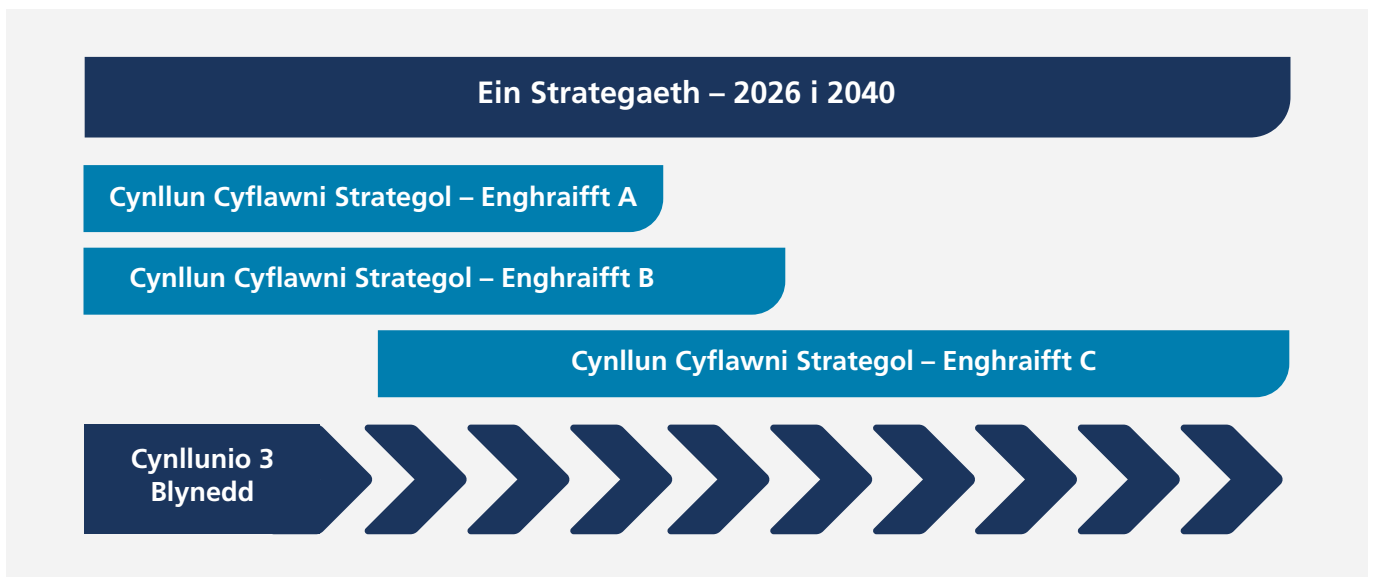 Ein Strategaeth – 2026 i 2040
Cynllun Cyflawni Strategol – Enghraifft A
Cynllun Cyflawni Strategol – Enghraifft B
Cynllun Cyflawni Strategol – Enghraifft C
Cynllunio 3
Blynedd